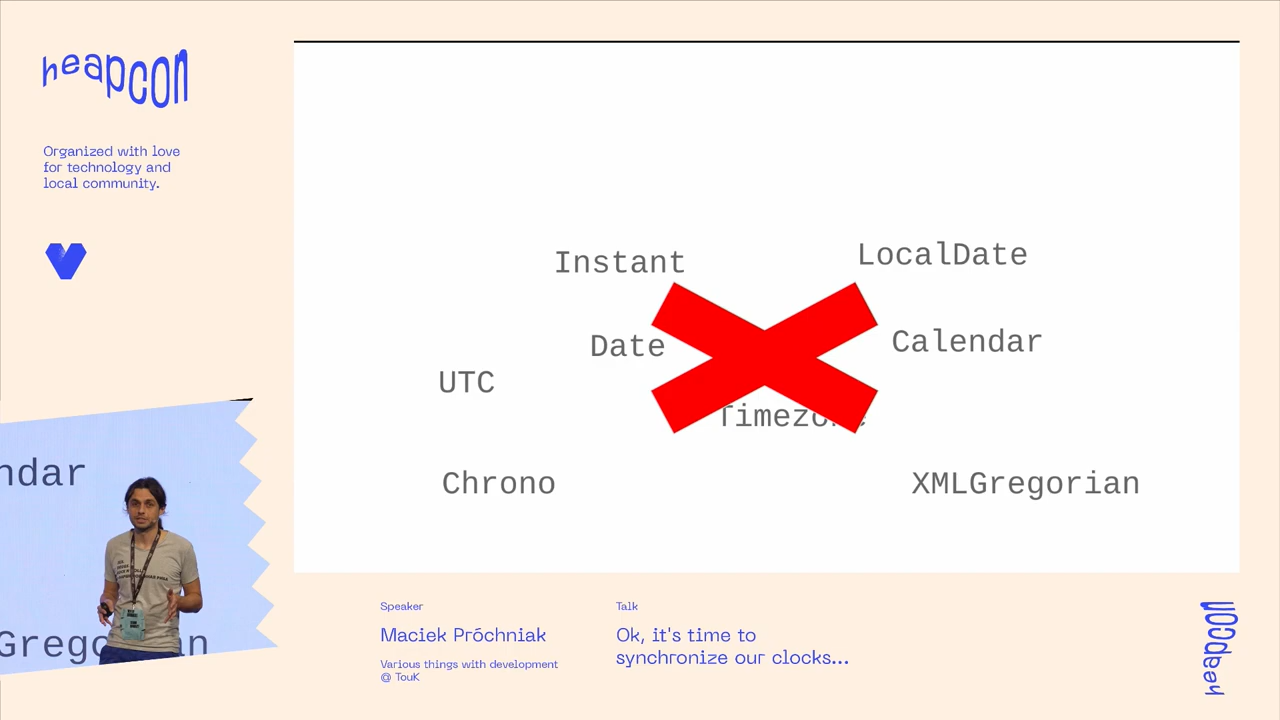 heapcon
Organized with love
for technology and
local community.
Instant
LocalDate
Date
Calendar
UTC
Chrono
XMLGregorian
ndar
Speaker
Talk
Maciek Próchniak
Ok, it's time to
synchronize our clocks...
Various things with development
@ TouK
heapcon